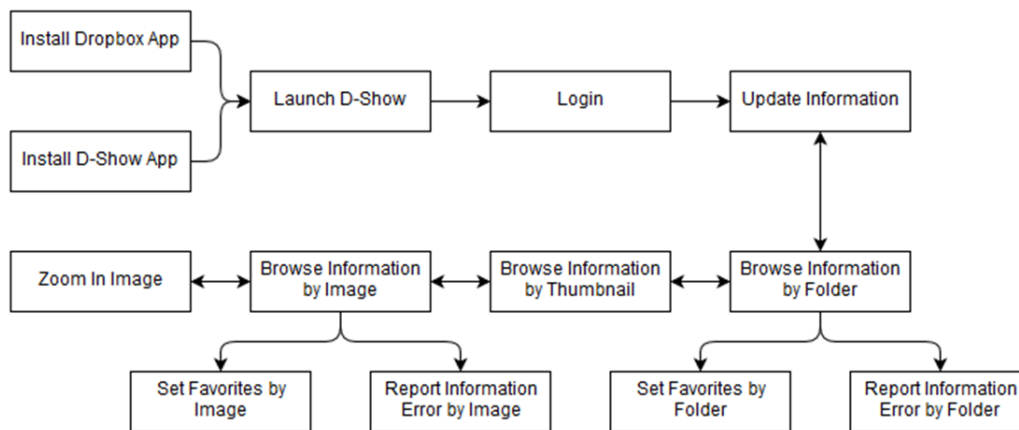 Install Dropbox App
Launch D-Show
Login
Update Information
Install D-Show App
Zoom In Image
Browse Information
by Image
Browse Information
by Thumbnail
Browse Information
by Folder
Set Favorites by
Image
Report Information
Error by Image
Set Favorites by
Folder
Report Information
Error by Folder